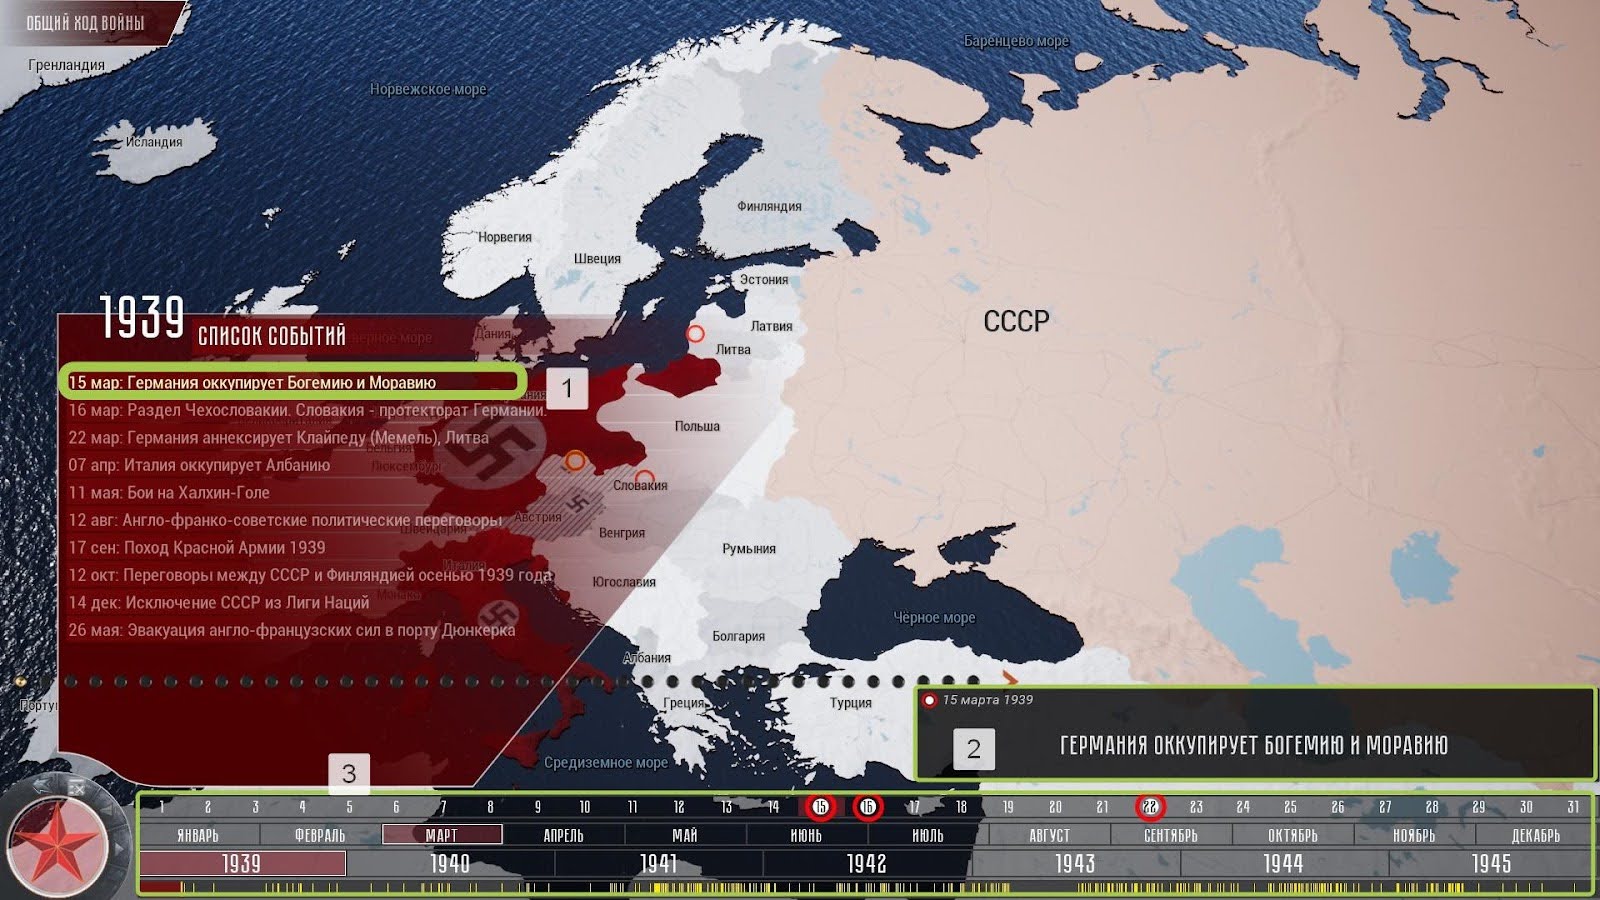 ОБЩИЙ ХОД ВОЙНЫ
Гренландия
Баренцево море
Норвежское море
Исландия
Финляндия
Норвегия
Швеция
Эстония
СССР
Латвия
Литва
Дания
1939
СПИСОК СОБЫТИЙ
15 мар: Германия оккупирует Богемию и Моравию
1
16 мар: Раздел Чехословакии. Словакия - протекторат Германии.
22 мар: Германия аннексирует Клайпеду (Мемель), Литва
07 апр: Италия оккупирует Албанию
11 мая: Бои на Халхин-Голе
12 авг: Англо-франко-советские политические переговоры
17 сен: Поход Красной Армии 1939
12 окт: Переговоры между СССР и Финляндией осенью 1939 года
14 дек: Исключение СССР из Лиги Наций
26 мая: Эвакуация англо-французских сил в порту Дюнкерка
Польша
Бельгия
Люксембург
Словакия
Австрия
Швейцария
Венгрия
Румыния
Италия
Югославия
Монако
Чёрное море
Болгария
Албания
Греция
Турция
Средиземное море
15 марта 1939
2
ГЕРМАНИЯ ОККУПИРУЕТ БОГЕМИЮ И МОРАВИЮ
3
1 2 3 4 5 6 7 8 9 10 11 12 13 14 15 16 17 18 19 20 21 22 23 24 25 26 27 28 29 30 31
ЯНВАРЬ ФЕВРАЛЬ МАРТ АПРЕЛЬ МАЙ ИЮНЬ ИЮЛЬ АВГУСТ СЕНТЯБРЬ ОКТЯБРЬ НОЯБРЬ ДЕКАБРЬ
1939 1940 1941 1942 1943 1944 1945